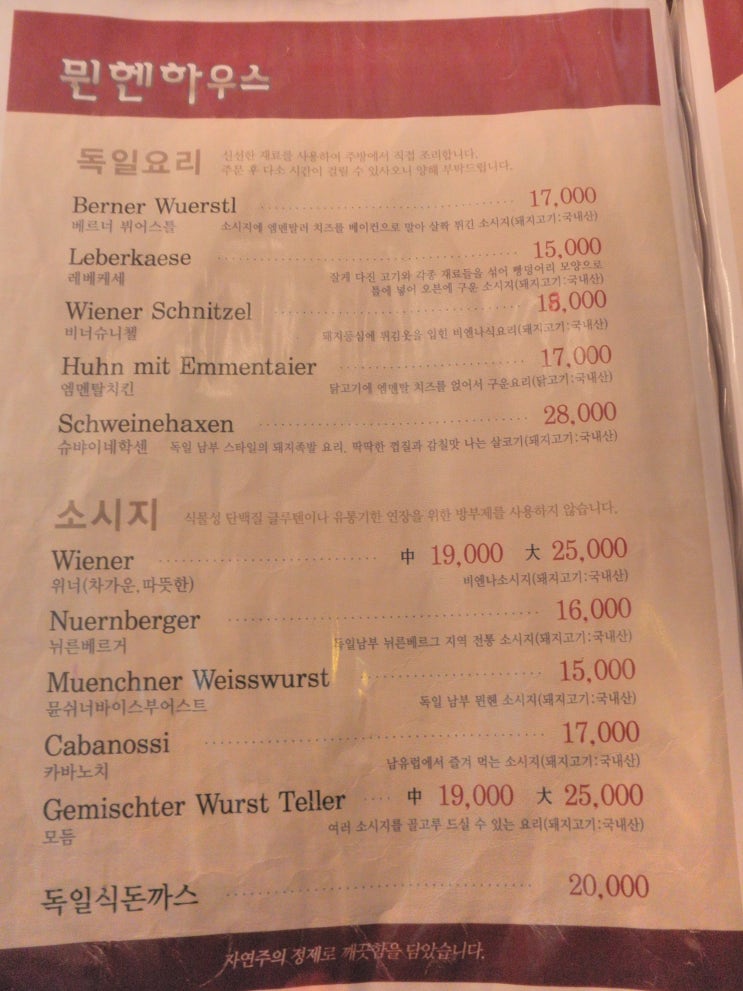 뮌헨하우스
독일요리
신선한 재료를 사용하여 주방에서 직접 조리합니다.
주문 후 다소 시간이 걸릴 수 있사오니 양해 부탁드립니다.
Berner Wuerstl 17,000
베르너 뷔어스틀 소시지에 엠멘탈러 치즈를 베이컨으로 말아 살짝 튀긴 소시지(돼지고기:국내산)
Leberkaese 15,000
레베케세 잘게 다진 고기와 각종 재료들을 섞어 빵덩어리 모양으로
틀에 넣어 오븐에 구운 소시지(돼지고기:국내산)
Wiener Schnitzel 18,000
비너슈니첼 돼지등심에 튀김옷을 입힌 비엔나식요리(돼지고기:국내산)
Huhn mit Emmentaier 17,000
엠멘탈치킨 닭고기에 엠멘탈 치즈를 얹어서 구운요리(닭고기:국내산)
Schweinehaxen 28,000
슈뱌이네학센 독일 남부 스타일의 돼지족발 요리. 딱딱한 껍질과 감칠맛 나는 살코기(돼지고기:국내산)
소시지 식물성 단백질 글루텐이나 유통기한 연장을 위한 방부제를 사용하지 않습니다.
Wiener 中 19,000 大 25,000
위너(차가운,따뜻한) 비엔나소시지(돼지고기:국내산)
Nuernberger 16,000
뉘른베르거 독일남부 뉘른베르그 지역 전통 소시지(돼지고기:국내산)
Muenchner Weisswurst 15,000
뮨쉬너바이스부어스트 독일 남부 뮌헨 소시지(돼지고기:국내산)
Cabanossi 17,000
카바노치 남유럽에서 즐겨 먹는 소시지(돼지고기:국내산)
Gemischter Wurst Teller 中 19,000 大 25,000
모듬 여러 소시지를 골고루 드실 수 있는 요리(돼지고기:국내산)
독일식돈까스 20,000
자연주의 정제로 깨끗함을 담았습니다.